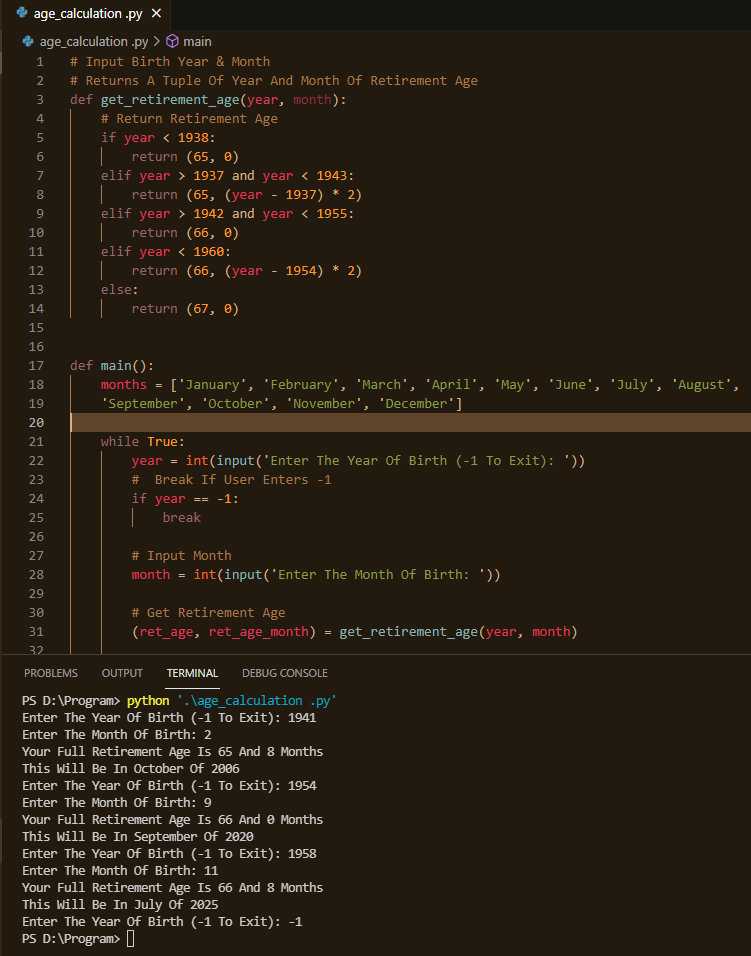 age_calculation .py ×
age_calculation .py > main
1 # Input Birth Year & Month
2 # Returns A Tuple Of Year And Month Of Retirement Age
3 def get_retirement_age(year, month):
4     # Return Retirement Age
5     if year < 1938:
6         return (65, 0)
7     elif year > 1937 and year < 1943:
8         return (65, (year - 1937) * 2)
9     elif year > 1942 and year < 1955:
10         return (66, 0)
11     elif year < 1960:
12         return (66, (year - 1954) * 2)
13     else:
14         return (67, 0)
15
16
17 def main():
18     months = ['January', 'February', 'March', 'April', 'May', 'June', 'July', 'August',
19     'September', 'October', 'November', 'December']
20
21     while True:
22         year = int(input('Enter The Year Of Birth (-1 To Exit): '))
23         #  Break If User Enters -1
24         if year == -1:
25             break
26
27         # Input Month
28         month = int(input('Enter The Month Of Birth: '))
29
30         # Get Retirement Age
31         (ret_age, ret_age_month) = get_retirement_age(year, month)
32
PROBLEMS OUTPUT TERMINAL DEBUG CONSOLE
PS D:\Program> python '.\age_calculation .py'
Enter The Year Of Birth (-1 To Exit): 1941
Enter The Month Of Birth: 2
Your Full Retirement Age Is 65 And 8 Months
This Will Be In October Of 2006
Enter The Year Of Birth (-1 To Exit): 1954
Enter The Month Of Birth: 9
Your Full Retirement Age Is 66 And 0 Months
This Will Be In September Of 2020
Enter The Year Of Birth (-1 To Exit): 1958
Enter The Month Of Birth: 11
Your Full Retirement Age Is 66 And 8 Months
This Will Be In July Of 2025
Enter The Year Of Birth (-1 To Exit): -1
PS D:\Program>